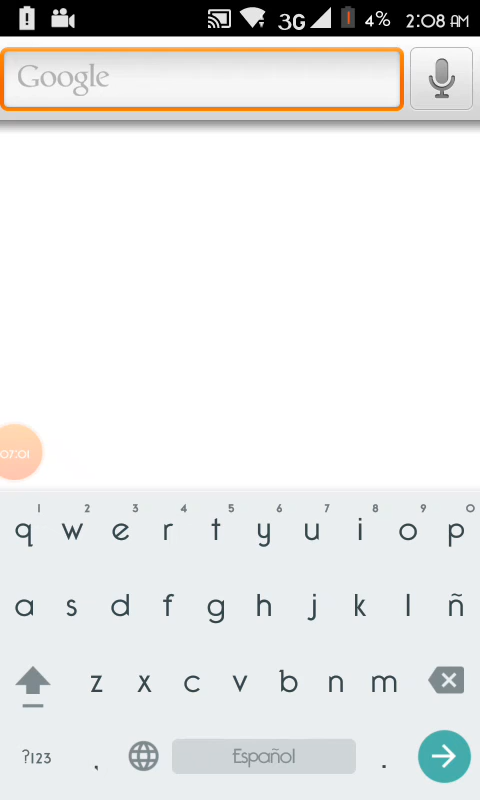 3G 4% 2:08 AM
Google
07:01
1 2 3 4 5 6 7 8 9 0
q w e r t y u i o p
a s d f g h j k l ñ
z x c v b n m
?123 , Español .